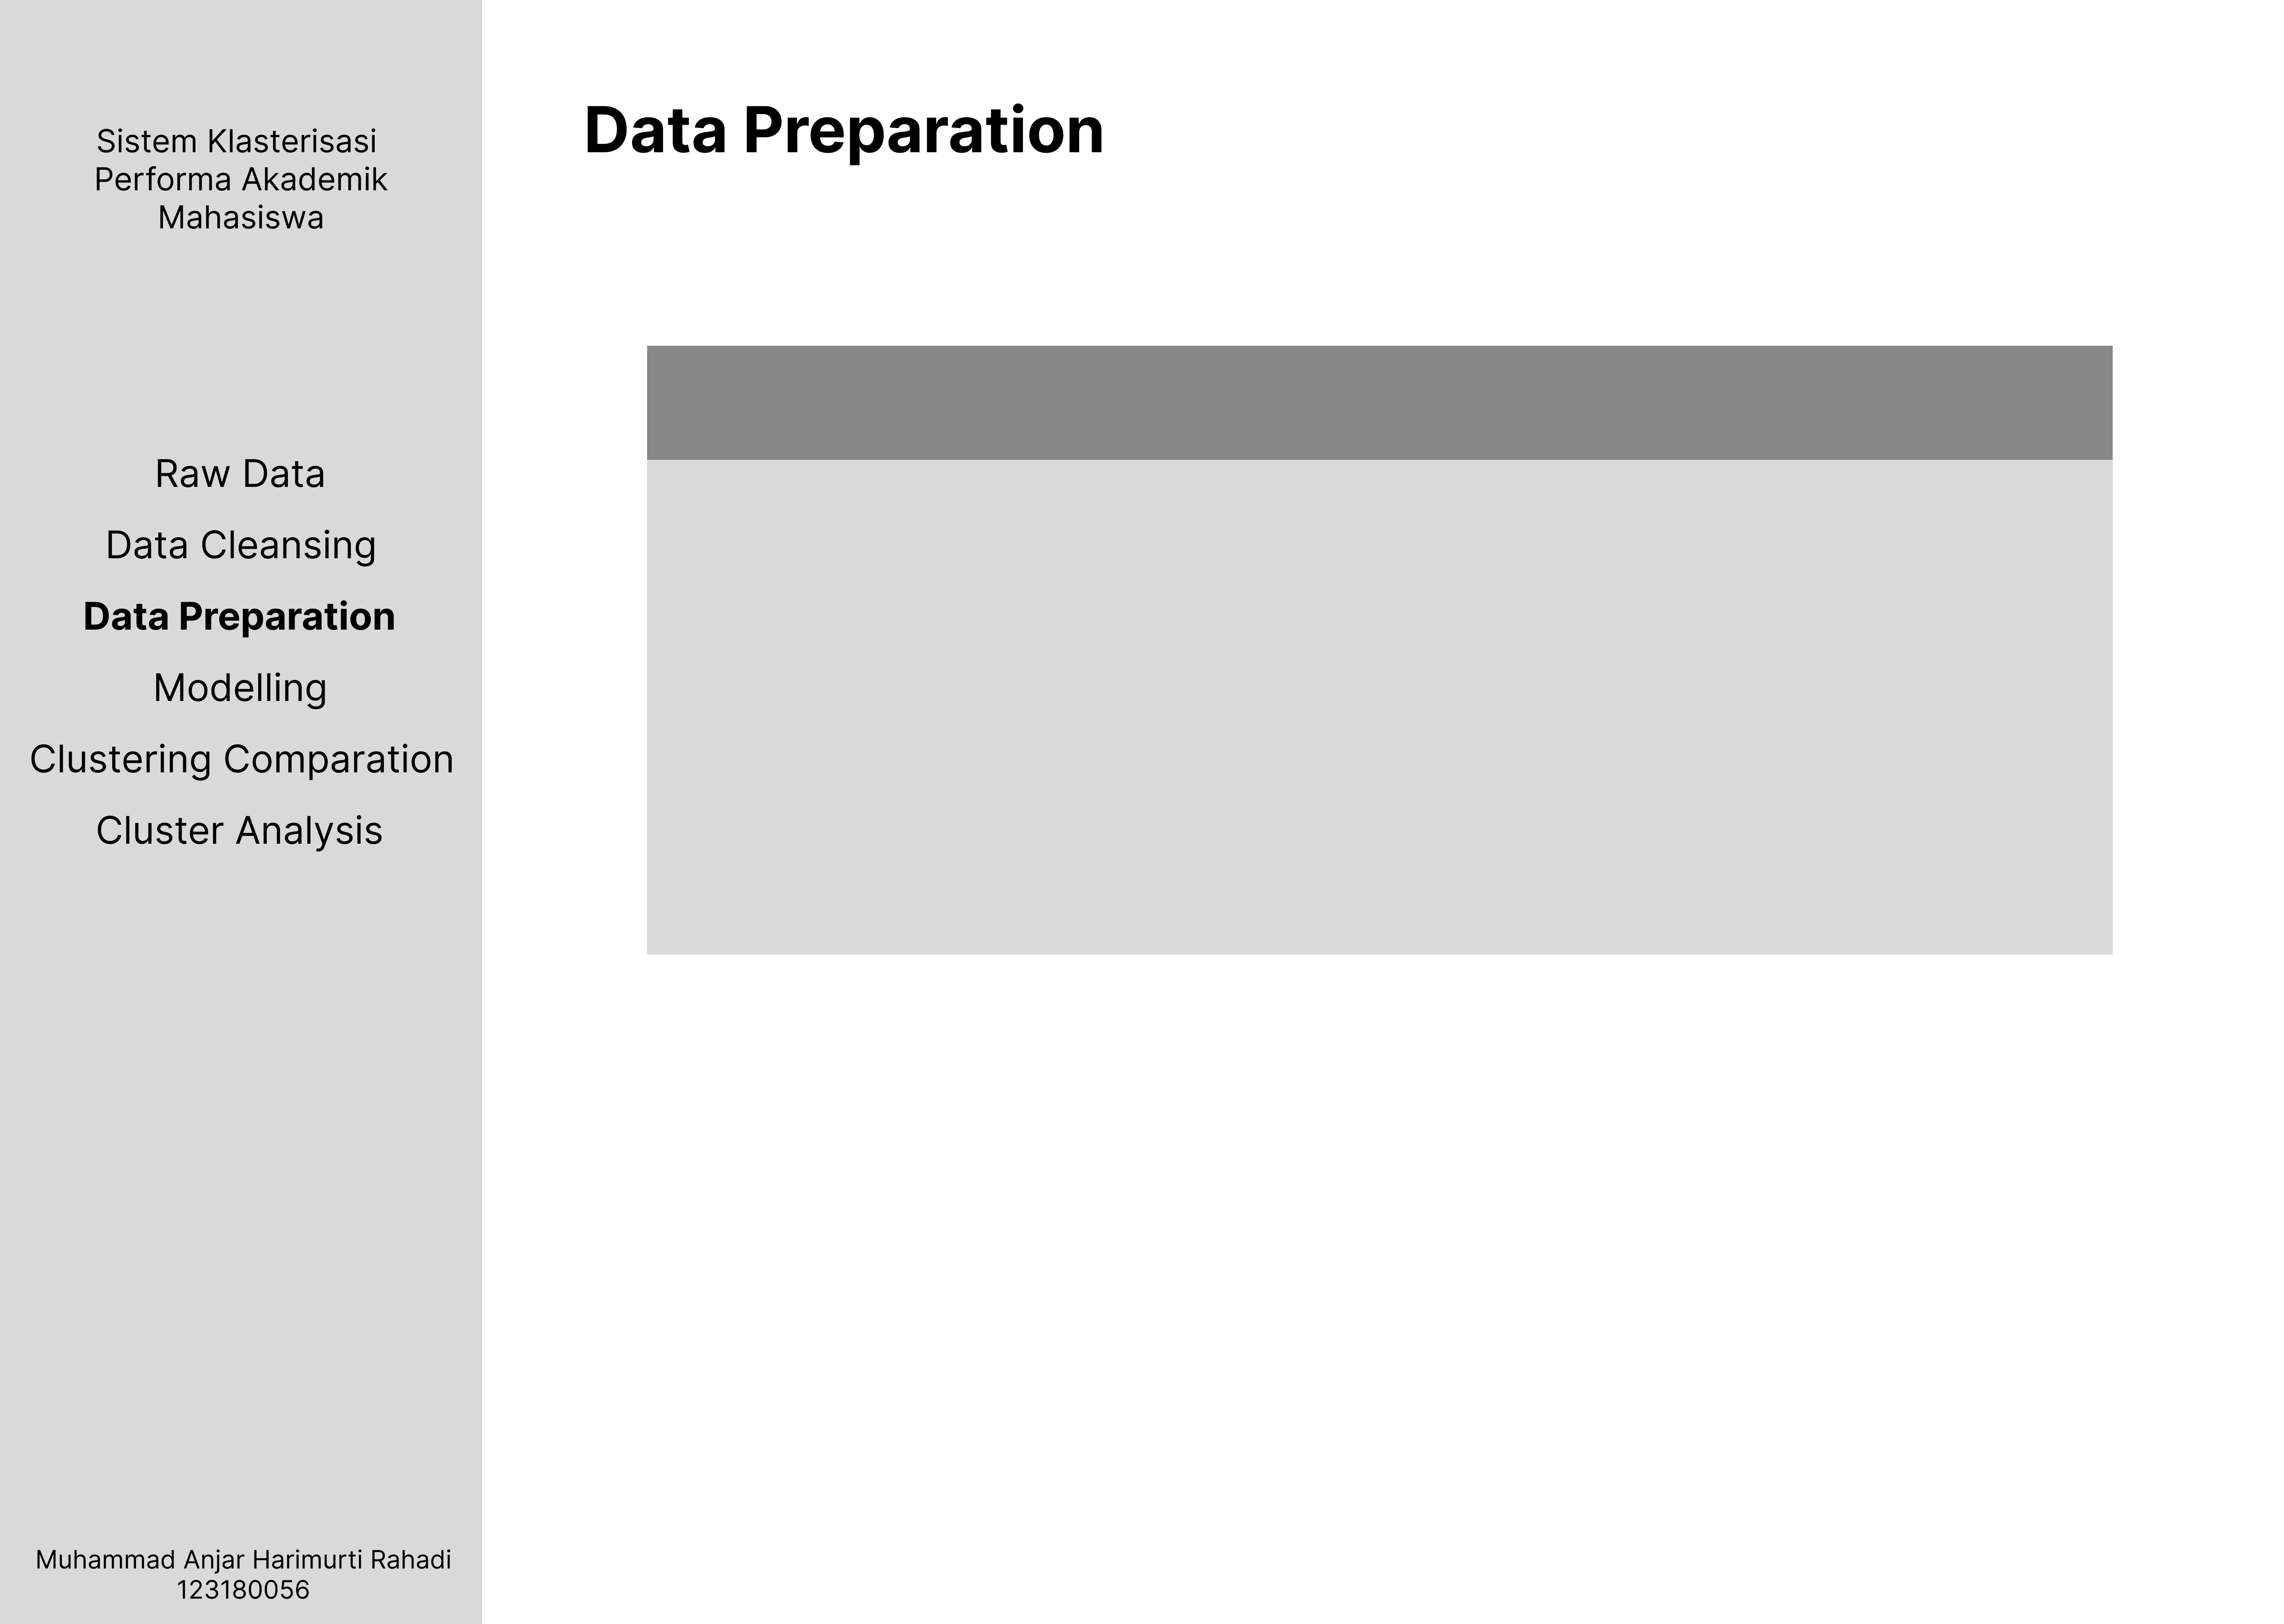 Sistem Klasterisasi
Performa Akademik
Mahasiswa
Raw Data
Data Cleansing
Data Preparation
Modelling
Clustering Comparation
Cluster Analysis
Muhammad Anjar Harimurti Rahadi
123180056
Data Preparation